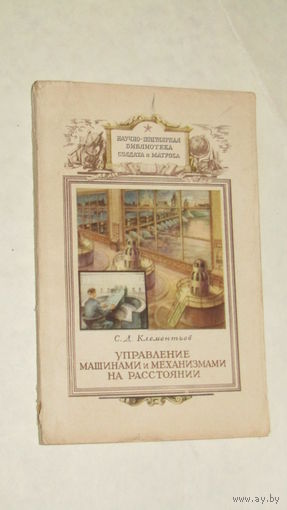 НАУЧНО-ПОПУЛЯРНАЯ
БИБЛИОТЕКА
СОЛДАТА и МАТРОСА
С. Д. Клементьев
УПРАВЛЕНИЕ
МАШИНАМИ и МЕХАНИЗМАМИ
НА РАССТОЯНИИ
www.ay.by